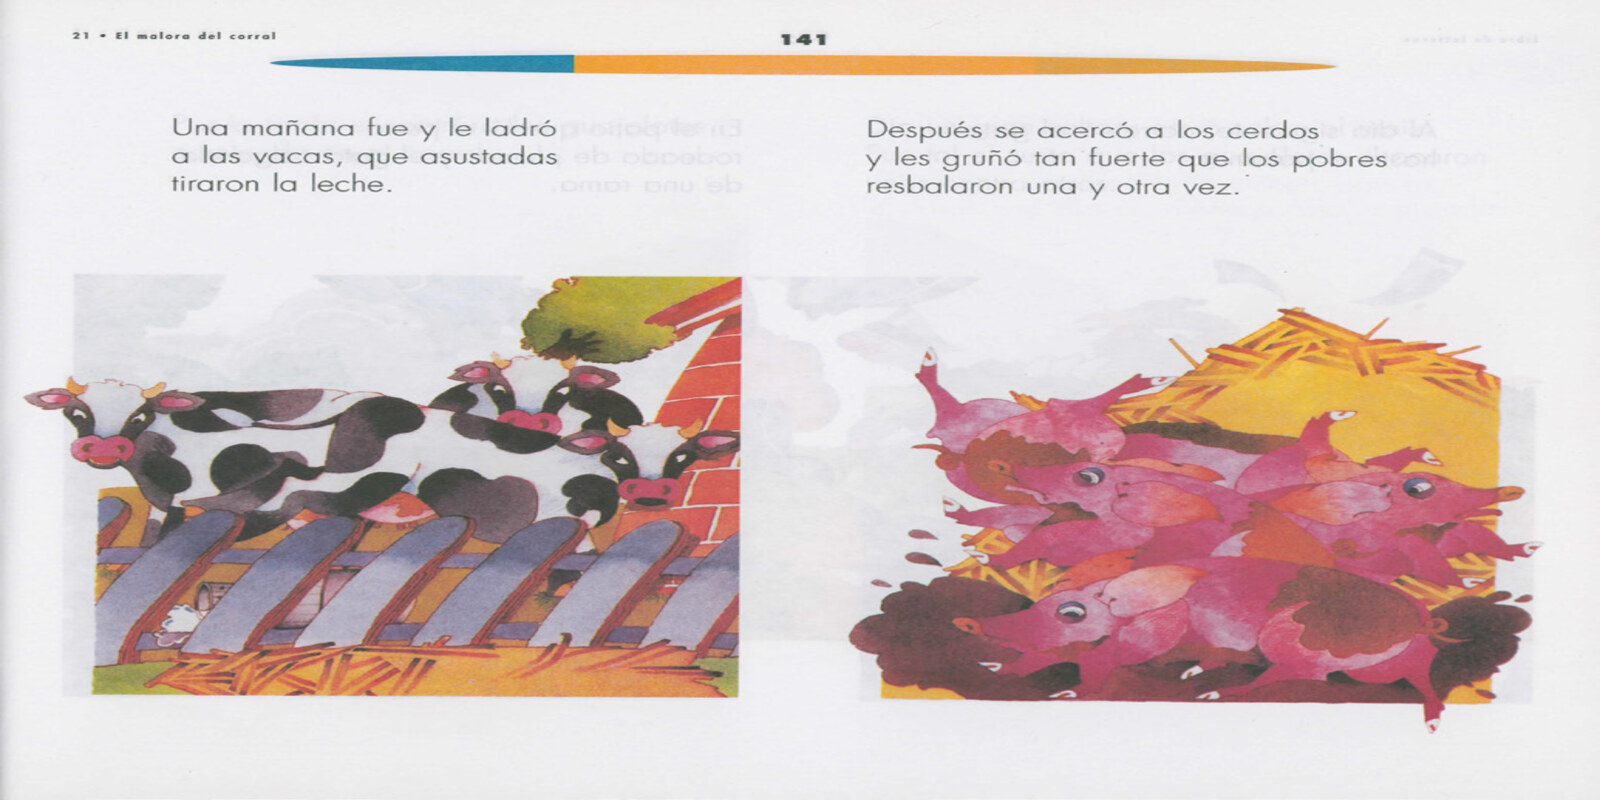 21 • El malora del corral
141
Una mañana fue y le ladró
a las vacas, que asustadas
tiraron la leche.
Después se acercó a los cerdos
y les gruñó tan fuerte que los pobres
resbalaron una y otra vez.